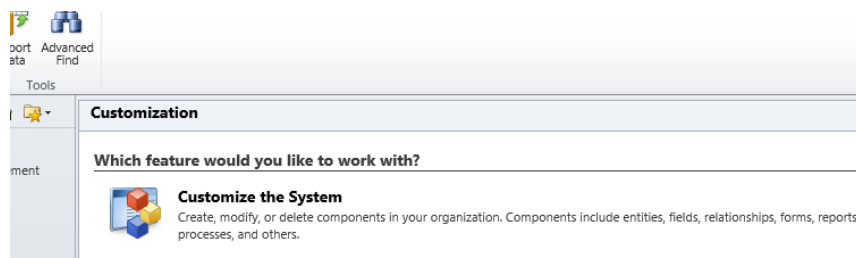 port Advanced
ata Find
Tools
Customization
ment
Which feature would you like to work with?
Customize the System
Create, modify, or delete components in your organization. Components include entities, fields, relationships, forms, reports
processes, and others.